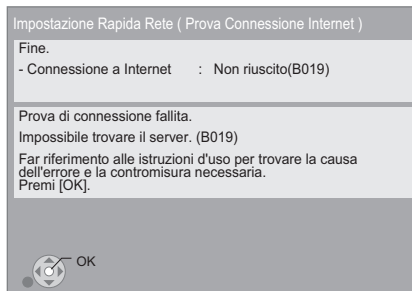 Impostazione Rapida Rete ( Prova Connessione Internet )
Fine.
- Connessione a Internet : Non riuscito(B019)
Prova di connessione fallita.
Impossibile trovare il server. (B019)
Far riferimento alle istruzioni d'uso per trovare la causa
dell'errore e la contromisura necessaria.
Premi [OK].
OK